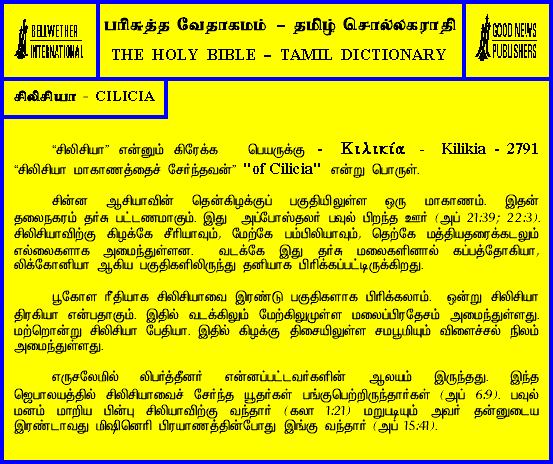 BELLWETHER
INTERNATIONAL
பரிசுத்த வேதாகமம் – தமிழ் சொல்லகராதி
THE HOLY BIBLE – TAMIL DICTIONARY
GOOD NEWS
PUBLISHERS
சிலிசியா - CILICIA
“சிலிசியா” என்னும் கிரேக்க பெயருக்கு - Κιλικία - Kilikia - 2791
“சிலிசியா மாகாணத்தைச் சேர்ந்தவன்” "of Cilicia" என்று பொருள்.
சின்ன ஆசியாவின் தென்கிழக்குப் பகுதியிலுள்ள ஒரு மாகாணம். இதன்
தலைநகரம் தர்சு பட்டணமாகும். இது அப்போஸ்தலர் பவுல் பிறந்த ஊர் (அப் 21:39; 22:3).
சிலிசியாவிற்கு கிழக்கே சீரியாவும், மேற்கே பம்பிலியாவும், தெற்கே மத்தியதரைக்கடலும்
எல்லைகளாக அமைந்துள்ளன. வடக்கே இது தர்சு மலைகளினால் கப்பத்தோகியா,
லிக்கோனியா ஆகிய பகுதிகளிலிருந்து தனியாக பிரிக்கப்பட்டிருக்கிறது.
பூகோள ரீதியாக சிலிசியாவை இரண்டு பகுதிகளாக பிரிக்கலாம். ஒன்று சிலிசியா
திரகியா என்பதாகும். இதில் வடக்கிலும் மேற்கிலுமுள்ள மலைப்பிரதேசம் அமைந்துள்ளது.
மற்றொன்று சிலிசியா பேதியா. இதில் கிழக்கு திசையிலுள்ள சமபூமியும் விளைச்சல் நிலம்
அமைந்துள்ளது.
எருசலேமில் லிபர்த்தீனர் என்னப்பட்டவர்களின் ஆலயம் இருந்தது. இந்த
ஜெபாலயத்தில் சிலிசியாவைச் சேர்ந்த யூதர்கள் பங்குபெற்றிருந்தார்கள் (அப் 6:9). பவுல்
மனம் மாறிய பின்பு சிலியாவிற்கு வந்தார் (கலா 1:21) மறுபடியும் அவர் தன்னுடைய
இரண்டாவது மிஷினெரி பிரயாணத்தின்போது இங்கு வந்தார் (அப் 15:41).